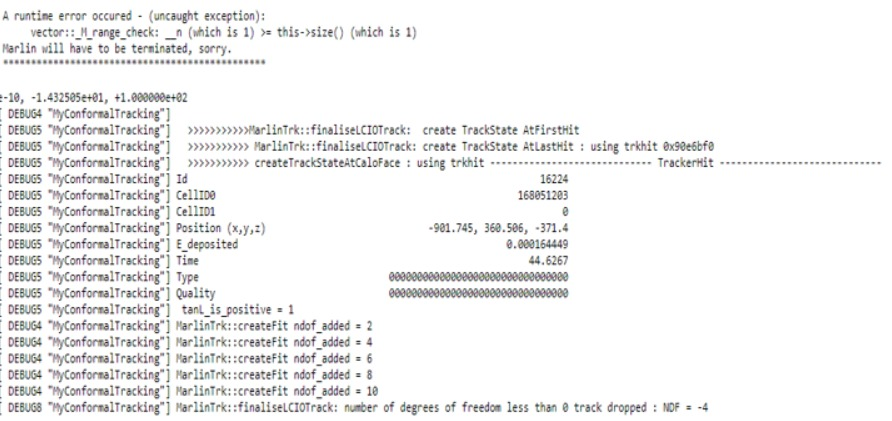 A runtime error occured - (uncaught exception):
vector::_M_range_check: __n (which is 1) >= this->size() (which is 1)
Marlin will have to be terminated, sorry.
**************************************************
e-10, -1.432505e+01, +1.000000e+02
[ DEBUG4 "MyConformalTracking"]
[ DEBUG5 "MyConformalTracking"] >>>>>>>>>>>MarlinTrk::finaliseLCIOTrack: create TrackState AtFirstHit
[ DEBUG5 "MyConformalTracking"] >>>>>>>>>>> MarlinTrk::finaliseLCIOTrack: create TrackState AtLastHit : using trkhit 0x90e6bf0
[ DEBUG5 "MyConformalTracking"] >>>>>>>>>>> createTrackStateAtCaloFace : using trkhit ---------------------------- TrackerHit ----------------------------
[ DEBUG5 "MyConformalTracking"] Id 16224
[ DEBUG5 "MyConformalTracking"] CellID0 168051203
[ DEBUG5 "MyConformalTracking"] CellID1 0
[ DEBUG5 "MyConformalTracking"] Position (x,y,z) -901.745, 360.506, -371.4
[ DEBUG5 "MyConformalTracking"] E_deposited 0.000164449
[ DEBUG5 "MyConformalTracking"] Time 44.6267
[ DEBUG5 "MyConformalTracking"] Type 00000000000000000000000000000000
[ DEBUG5 "MyConformalTracking"] Quality 00000000000000000000000000000000
[ DEBUG5 "MyConformalTracking"] tanL_is_positive = 1
[ DEBUG4 "MyConformalTracking"] MarlinTrk::createFit ndof_added = 2
[ DEBUG4 "MyConformalTracking"] MarlinTrk::createFit ndof_added = 4
[ DEBUG4 "MyConformalTracking"] MarlinTrk::createFit ndof_added = 6
[ DEBUG4 "MyConformalTracking"] MarlinTrk::createFit ndof_added = 8
[ DEBUG4 "MyConformalTracking"] MarlinTrk::createFit ndof_added = 10
[ DEBUG8 "MyConformalTracking"] MarlinTrk::finaliseLCIOTrack: number of degrees of freedom less than 0 track dropped : NDF = -4